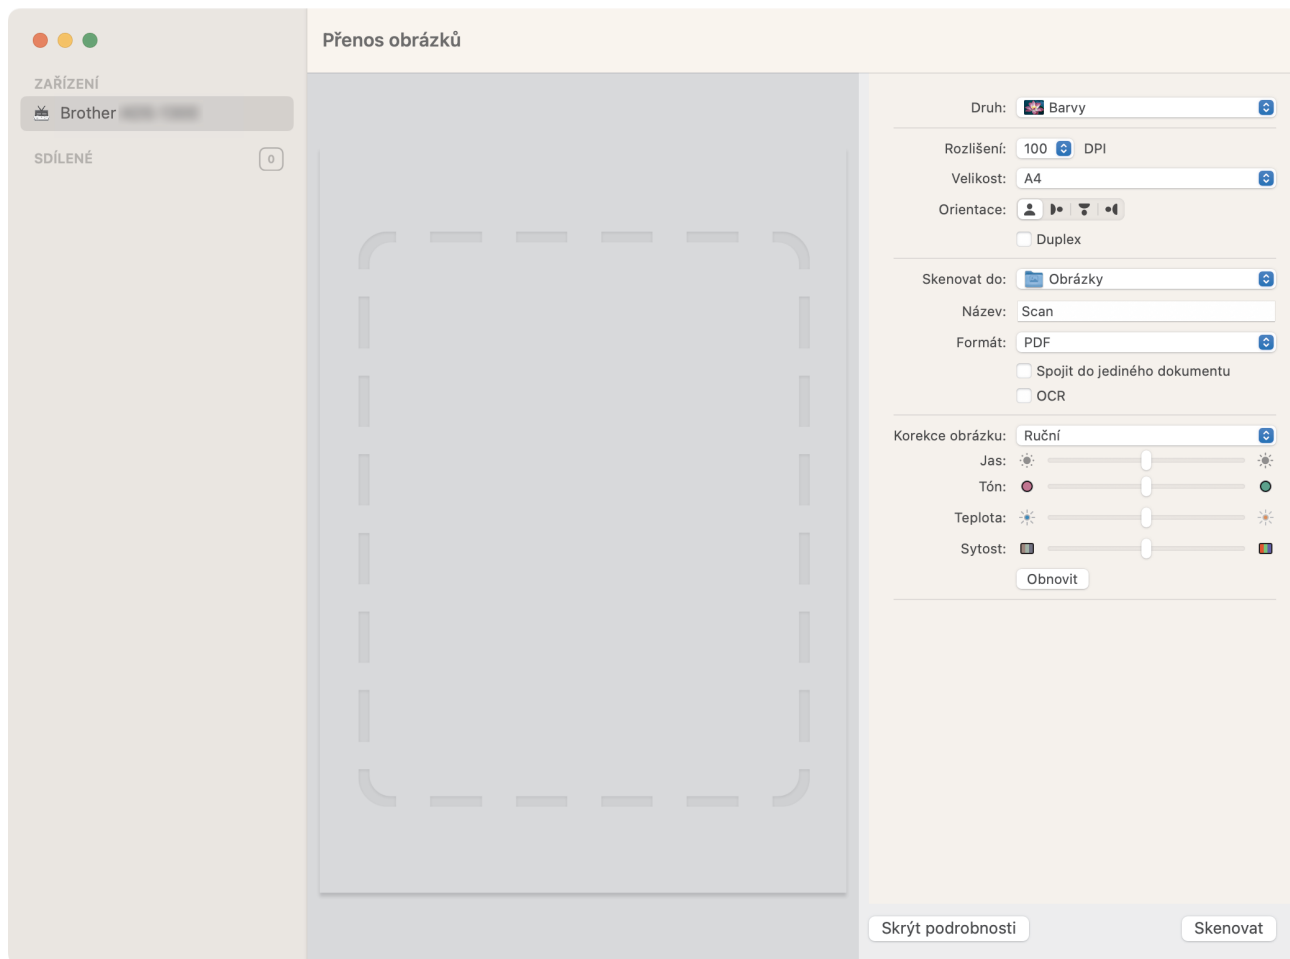 Přenos obrázků
ZAŘÍZENÍ
Brother
SDÍLENÉ 0
Druh: Barvy
Rozlišení: 100 DPI
Velikost: A4
Orientace:
Duplex
Skenovat do: Obrázky
Název: Scan
Formát: PDF
Spojit do jediného dokumentu
OCR
Korekce obrázku: Ruční
Jas:
Tón:
Teplota:
Sytost:
Obnovit
Skrýt podrobnosti
Skenovat